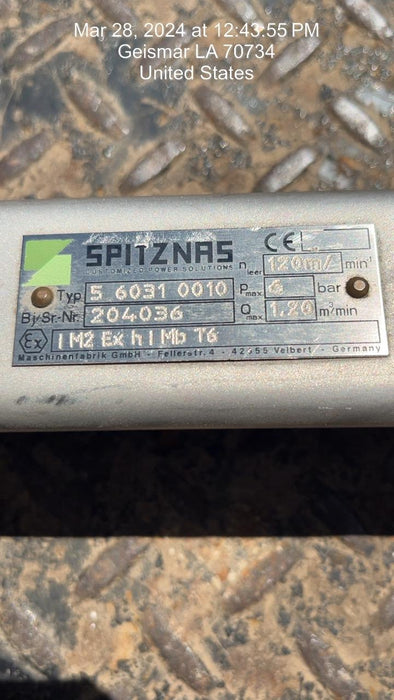 Mar 28, 2024 at 12:43:55 PM
Geismar LA 70734
United States
SPITZNAS CE
CUSTOMIZED POWER SOLUTIONS
n leer 120m/ min⁻¹
Typ 5 6031 0010 P max 6 bar
Bj/Sr-Nr. 204036 Q max 1.20 m³/min
Ex I M2 Ex h I Mb T6
Maschinenfabrik GmbH - Fellerstr. 4 - 42555 Velbert - Germany